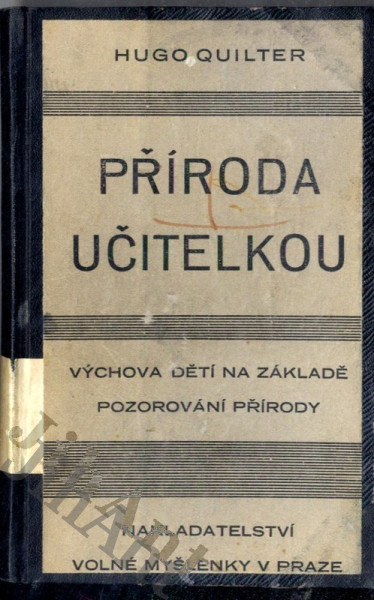 HUGO QUILTER
PŘÍRODA
UČITELKOU
VÝCHOVA DĚTÍ NA ZÁKLADĚ
POZOROVÁNÍ PŘÍRODY
NAKLADATELSTVÍ
VOLNÉ MYŠLENKY V PRAZE